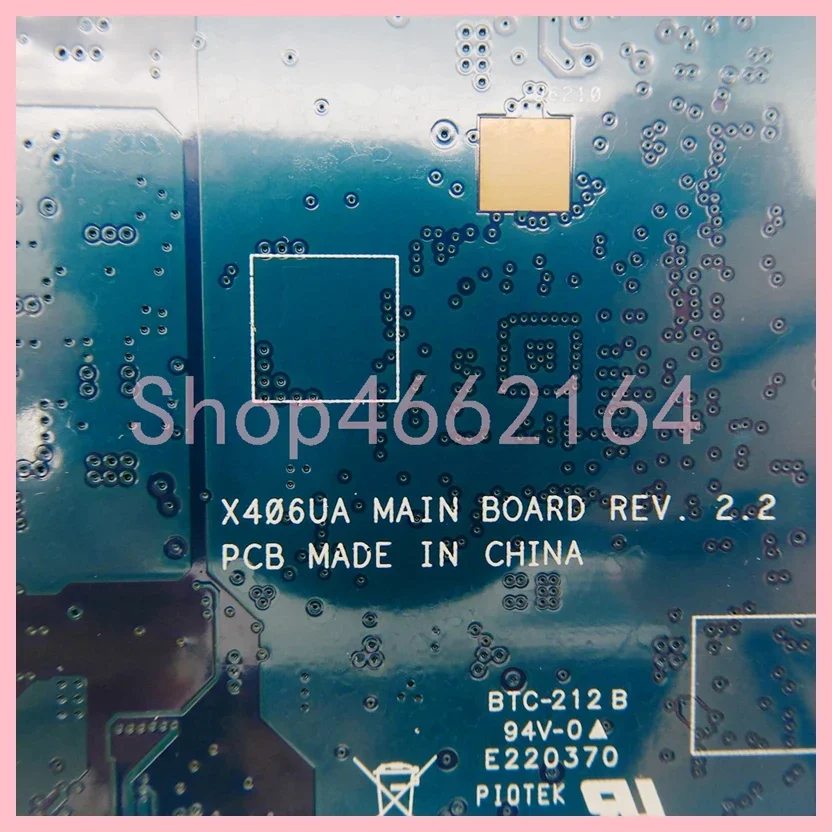 Shop4662164
X406UA MAIN BOARD REV. 2.2
PCB MADE IN CHINA
BTC-212 B
94V-0
E220370
PIOTEK